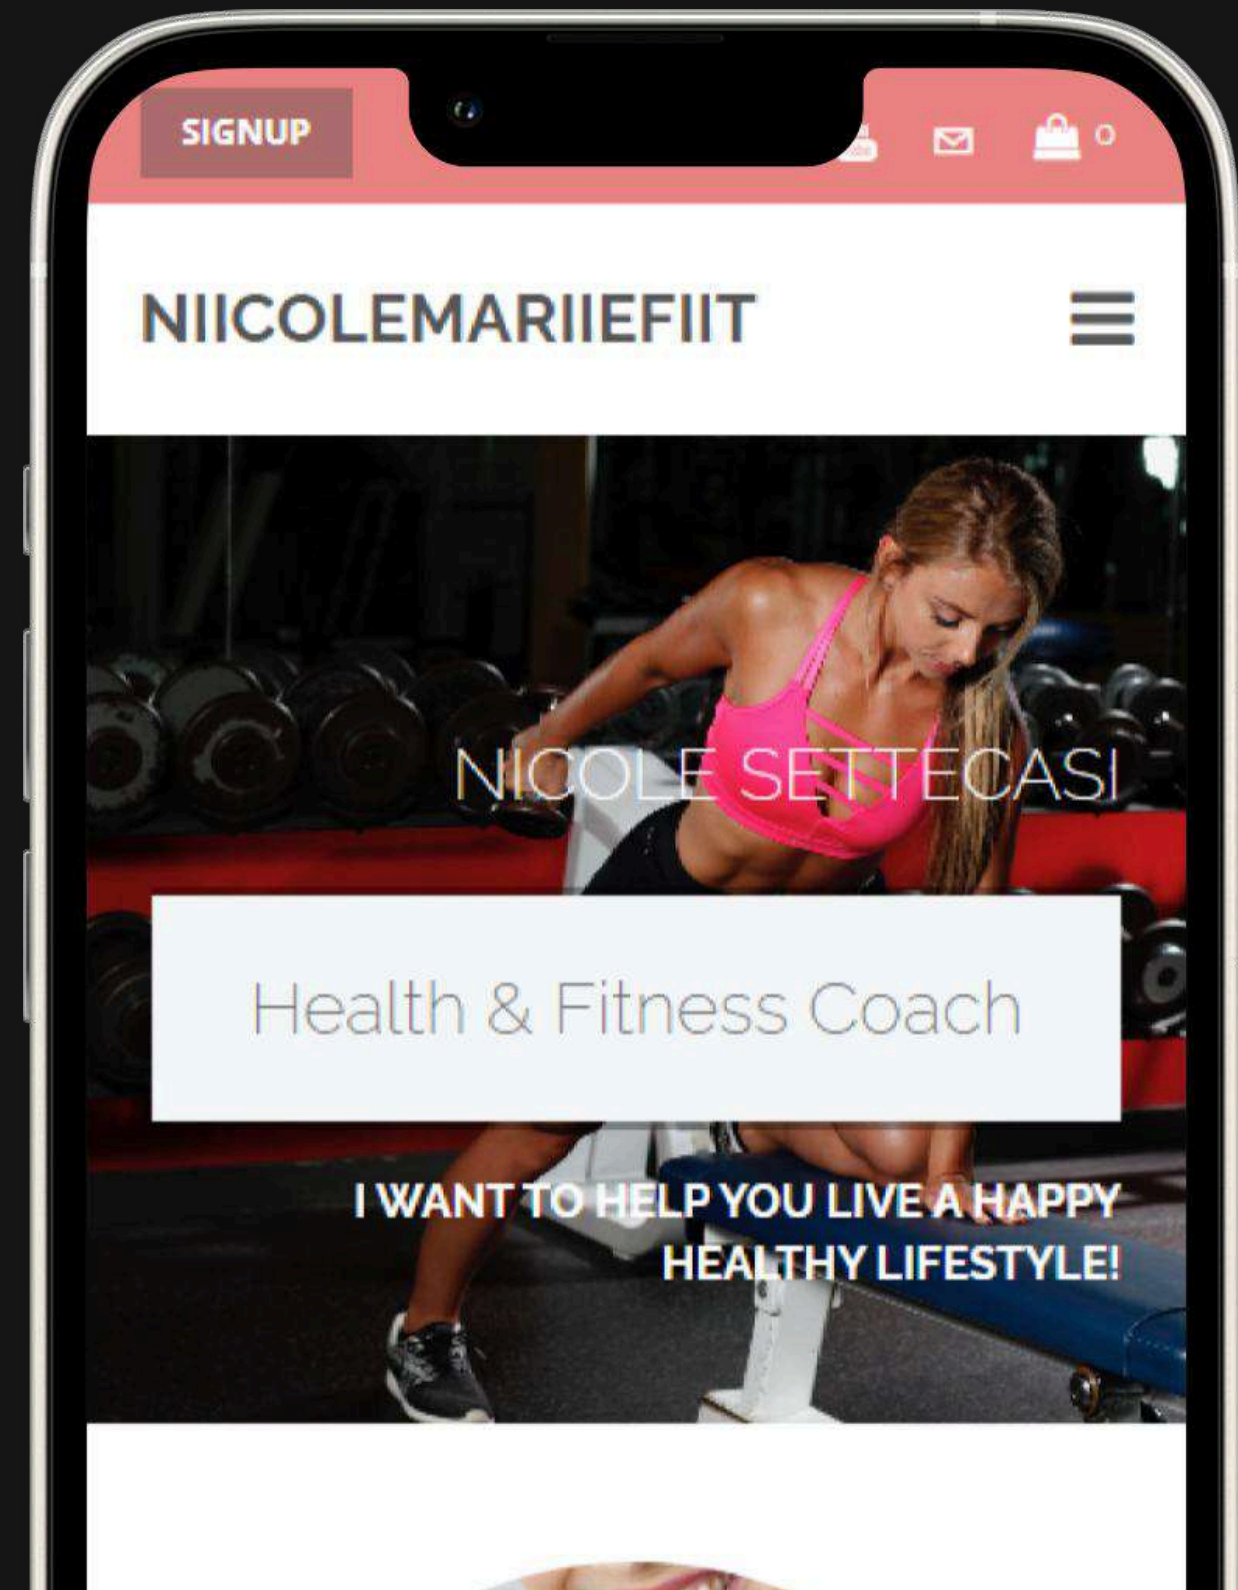 SIGNUP
0
NIICOLEMARIIEFIIT
NICOLE SETTECASI
Health & Fitness Coach
I WANT TO HELP YOU LIVE A HAPPY
HEALTHY LIFESTYLE!